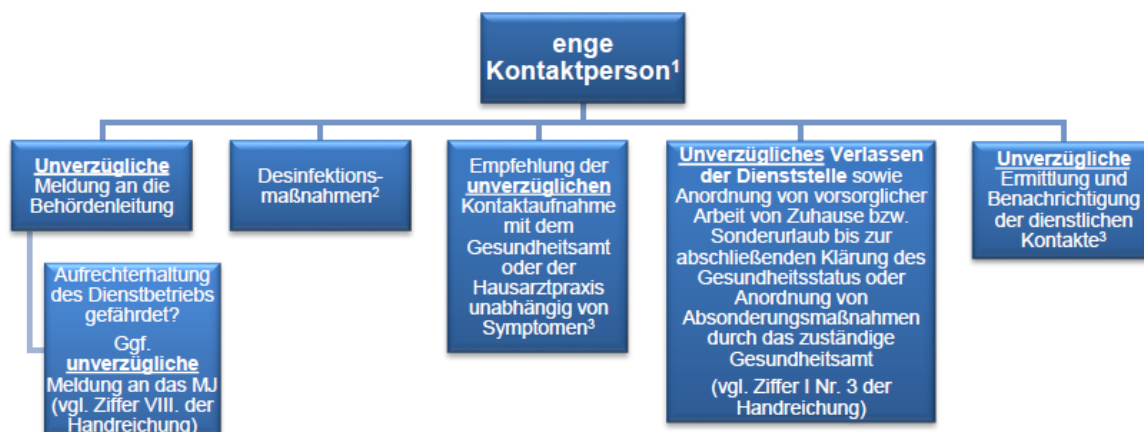 enge
Kontaktperson¹
Unverzügliche
Meldung an die
Behördenleitung
Aufrechterhaltung
des Dienstbetriebs
gefährdet?
Ggf.
unverzügliche
Meldung an das MJ
(vgl. Ziffer VIII. der
Handreichung)
Desinfektions-
maßnahmen²
Empfehlung der
unverzüglichen
Kontaktaufnahme
mit dem
Gesundheitsamt
oder der
Hausarztpraxis
unabhängig von
Symptomen³
Unverzügliches Verlassen
der Dienststelle sowie
Anordnung von vorsorglicher
Arbeit von Zuhause bzw.
Sonderurlaub bis zur
abschließenden Klärung des
Gesundheitsstatus oder
Anordnung von
Absonderungsmaßnahmen
durch das zuständige
Gesundheitsamt
(vgl. Ziffer I Nr. 3 der
Handreichung)
Unverzügliche
Ermittlung und
Benachrichtigung
der dienstlichen
Kontakte³